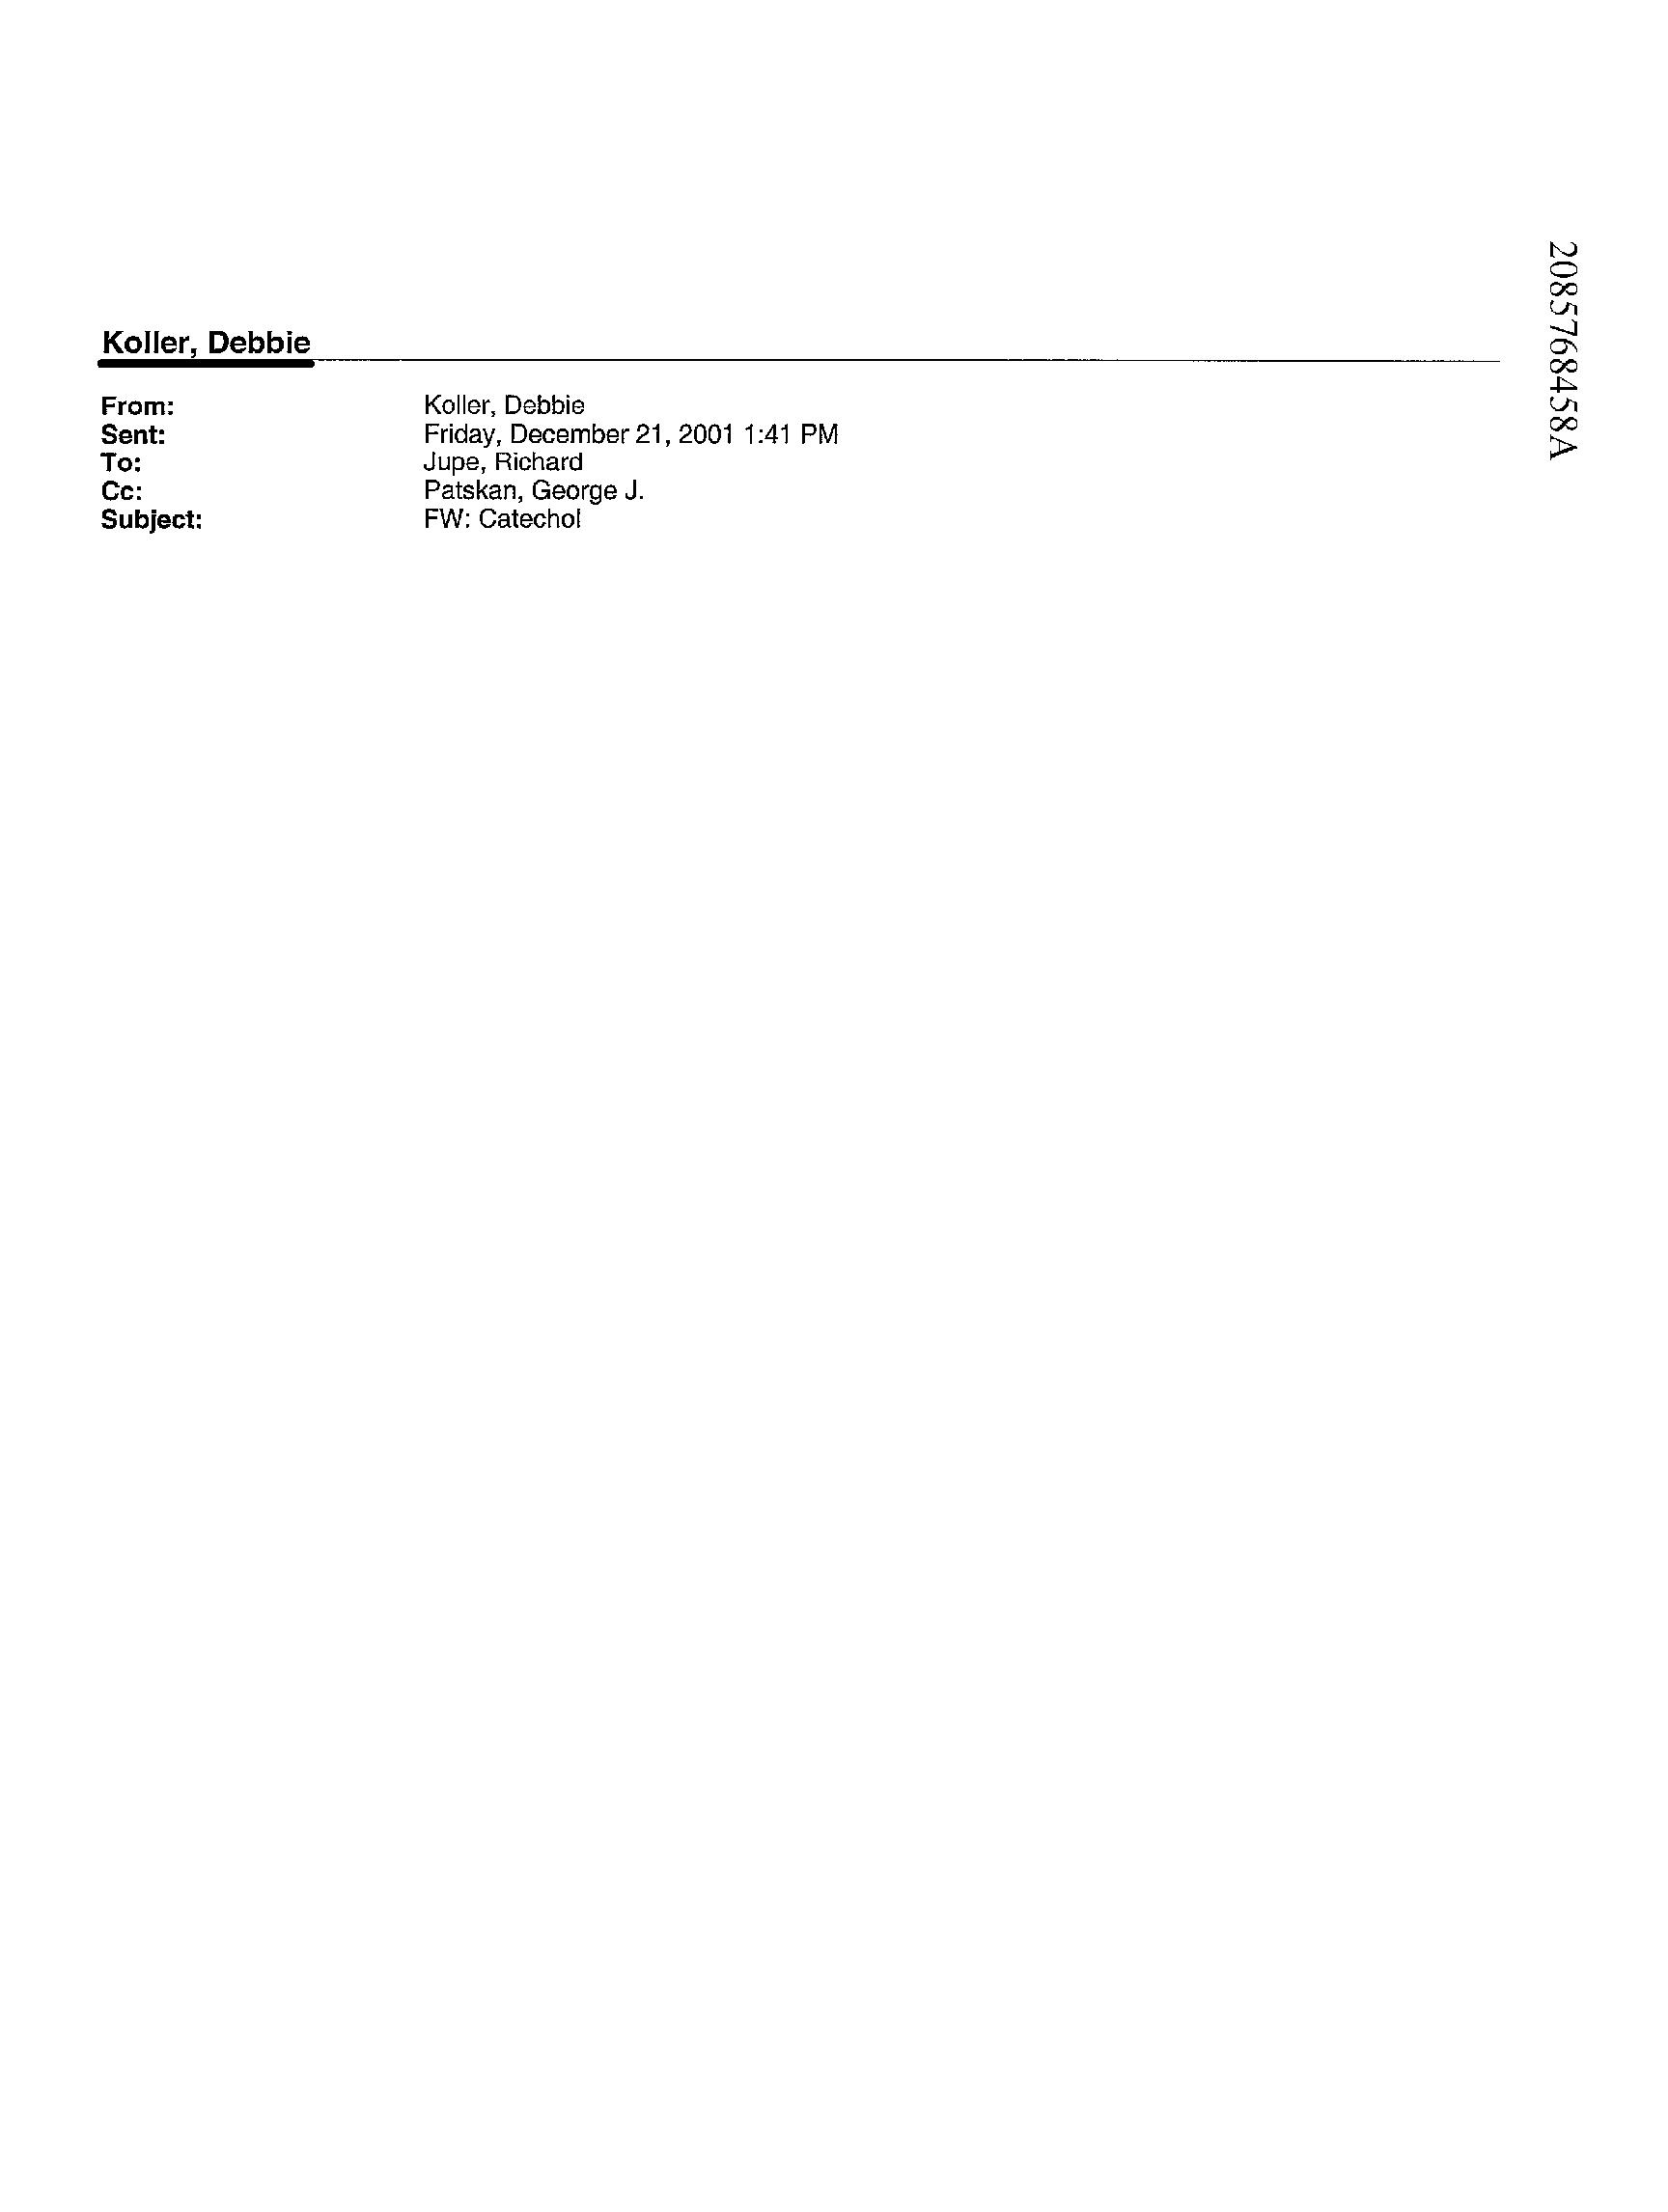 Koller, Debbie
From: Koller, Debbie
Sent: Friday, December 21, 2001 1:41 PM
To: Jupe, Richard
Cc: Patskan, George J.
Subject: FW: Catechol
2085768458A